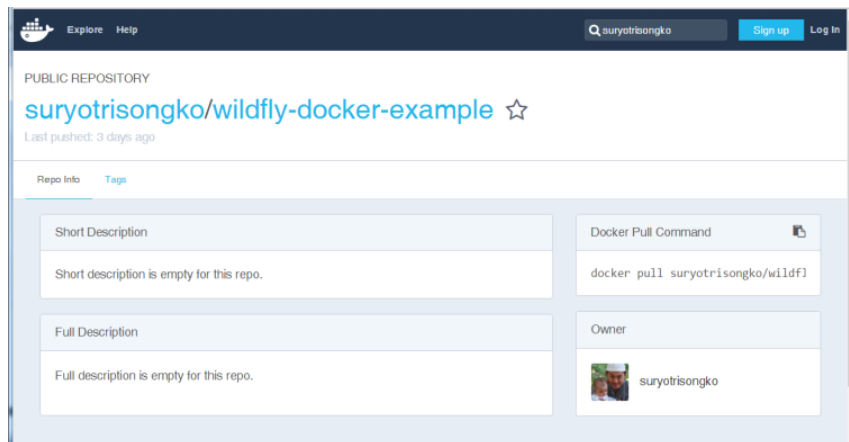 Explore Help suryotrisongko Sign up Log In
PUBLIC REPOSITORY
suryotrisongko/wildfly-docker-example
Last pushed: 3 days ago
Repo Info Tags
Short Description
Short description is empty for this repo.
Full Description
Full description is empty for this repo.
Docker Pull Command
docker pull suryotrisongko/wildfl
Owner
suryotrisongko